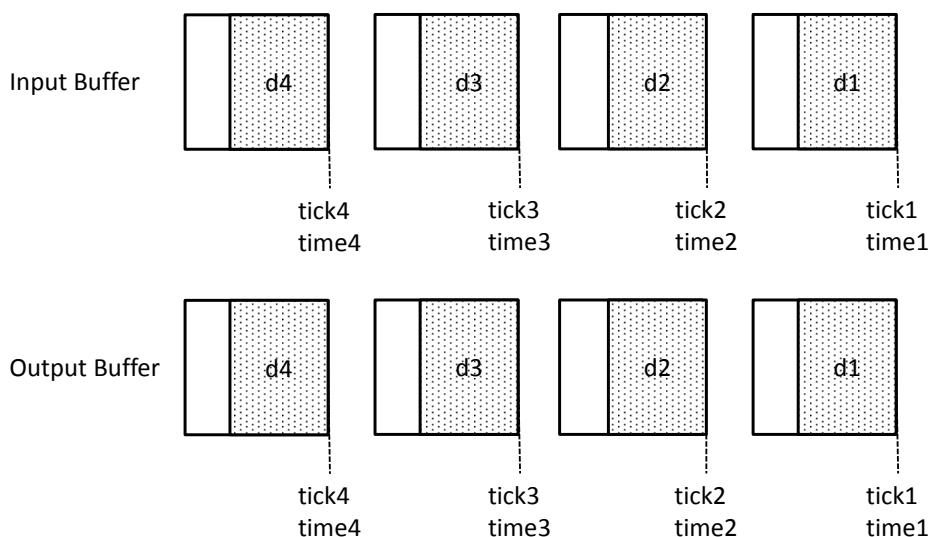 Input Buffer
d4 d3 d2 d1
tick4 tick3 tick2 tick1
time4 time3 time2 time1
Output Buffer
d4 d3 d2 d1
tick4 tick3 tick2 tick1
time4 time3 time2 time1